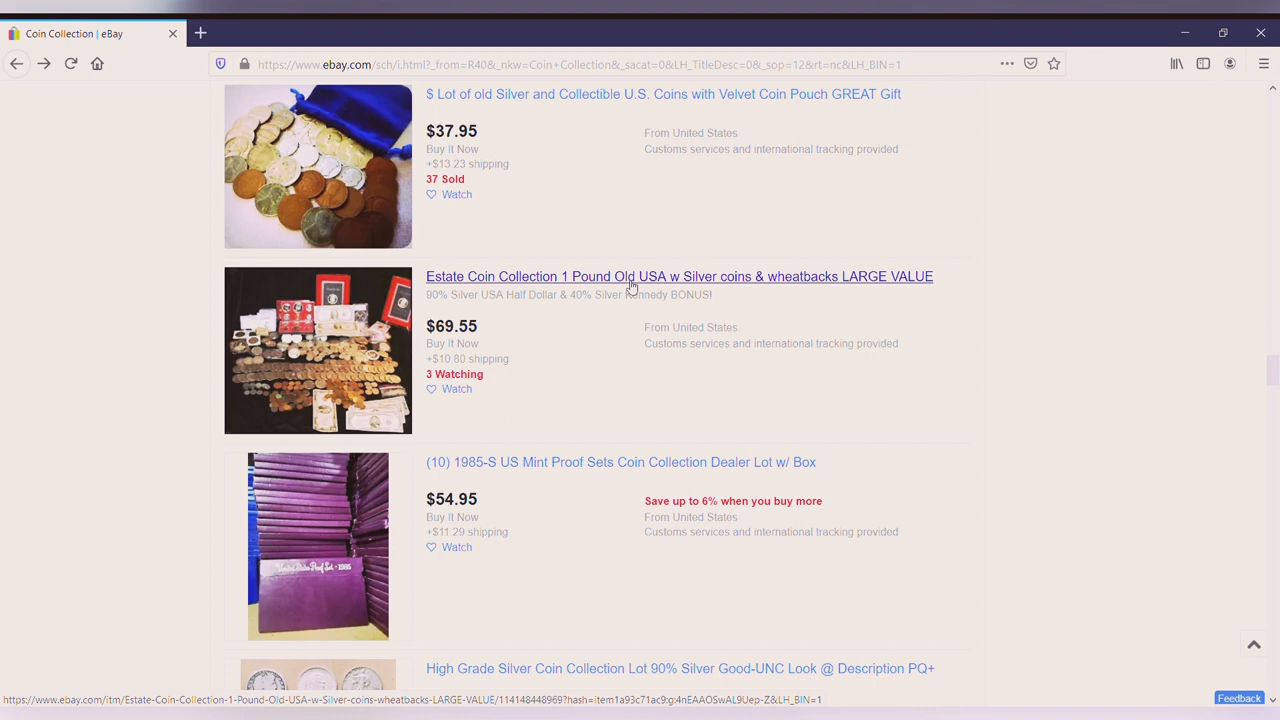 Coin Collection | eBay
https://www.ebay.com/sch/i.html?_from=R40&_nkw=Coin+Collection&_sacat=0&LH_TitleDesc=0&_sop=12&rt=nc&LH_BIN=1
$ Lot of old Silver and Collectible U.S. Coins with Velvet Coin Pouch GREAT Gift
$37.95
From United States
Buy It Now
Customs services and international tracking provided
+$13.23 shipping
37 Sold
Watch
Estate Coin Collection 1 Pound Old USA w Silver coins & wheatbacks LARGE VALUE
90% Silver USA Half Dollar & 40% Silver Kennedy BONUS!
$69.55
From United States
Buy It Now
Customs services and international tracking provided
+$10.80 shipping
3 Watching
Watch
(10) 1985-S US Mint Proof Sets Coin Collection Dealer Lot w/ Box
$54.95
Save up to 6% when you buy more
Buy It Now
From United States
+$11.29 shipping
Customs services and international tracking provided
Watch
United States Proof Set · 1985
High Grade Silver Coin Collection Lot 90% Silver Good-UNC Look @ Description PQ+
https://www.ebay.com/itm/Estate-Coin-Collection-1-Pound-Old-USA-w-Silver-coins-wheatbacks-LARGE-VALUE/114148448969?hash=item1a93c71ac9:g:4nEAAOSwAL9Uep-Z&LH_BIN=1
Feedback